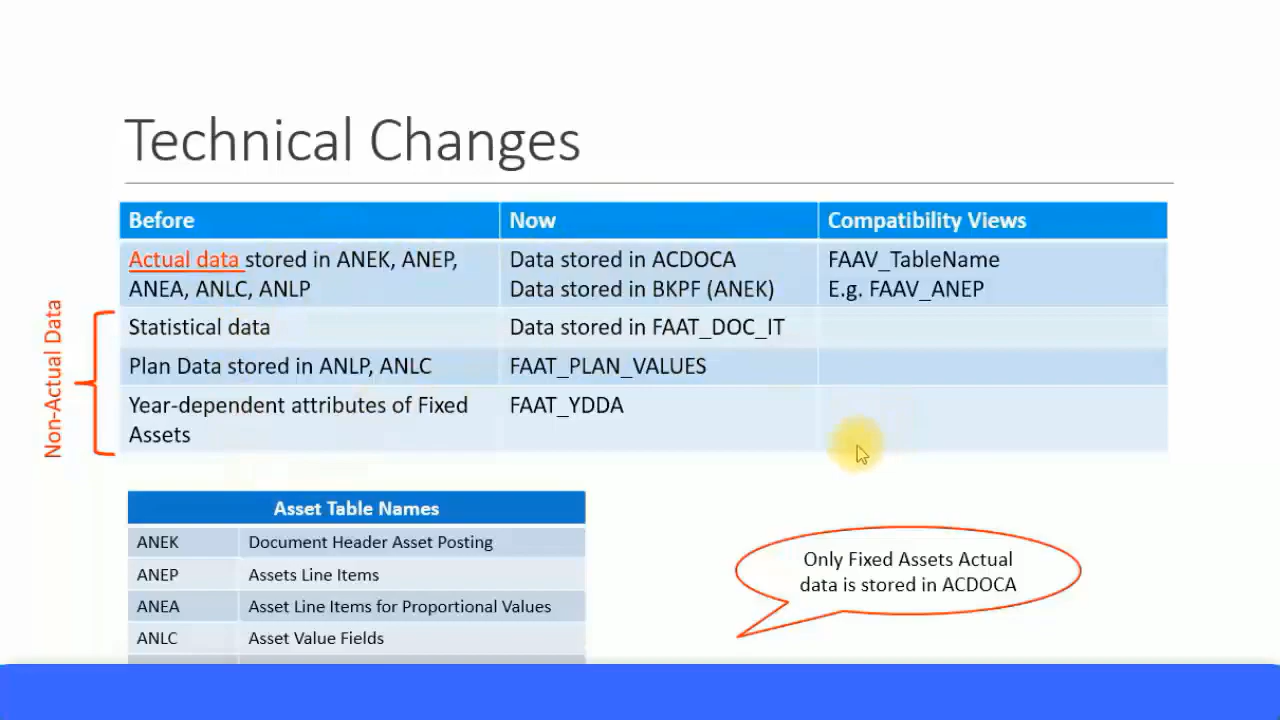 Technical Changes
Before
Now
Compatibility Views
Actual data stored in ANEK, ANEP,
ANEA, ANLC, ANLP
Data stored in ACDOCA
Data stored in BKPF (ANEK)
FAAV_TableName
E.g. FAAV_ANEP
Statistical data
Data stored in FAAT_DOC_IT
Plan Data stored in ANLP, ANLC
FAAT_PLAN_VALUES
Year-dependent attributes of Fixed
Assets
FAAT_YDDA
Non-Actual Data
Asset Table Names
ANEK
Document Header Asset Posting
ANEP
Assets Line Items
ANEA
Asset Line Items for Proportional Values
ANLC
Asset Value Fields
Only Fixed Assets Actual
data is stored in ACDOCA